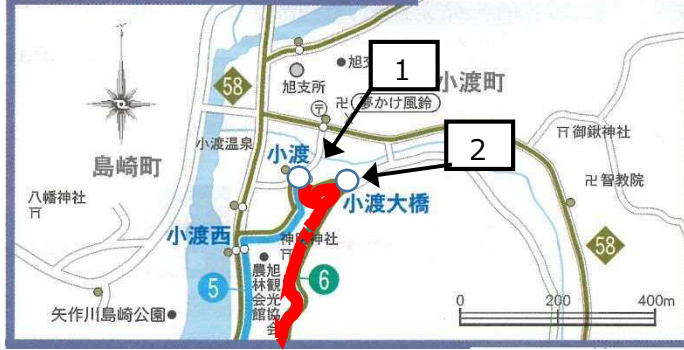 旭支所
1
小渡町
58
〒
卍
夢かけ風鈴
2
御鍬神社
小渡温泉
小渡
島崎町
卍智教院
八幡神社
小渡大橋
小渡西
神明神社
58
5
旭観光協会
農林会館
6
0 200 400m
矢作川島崎公園